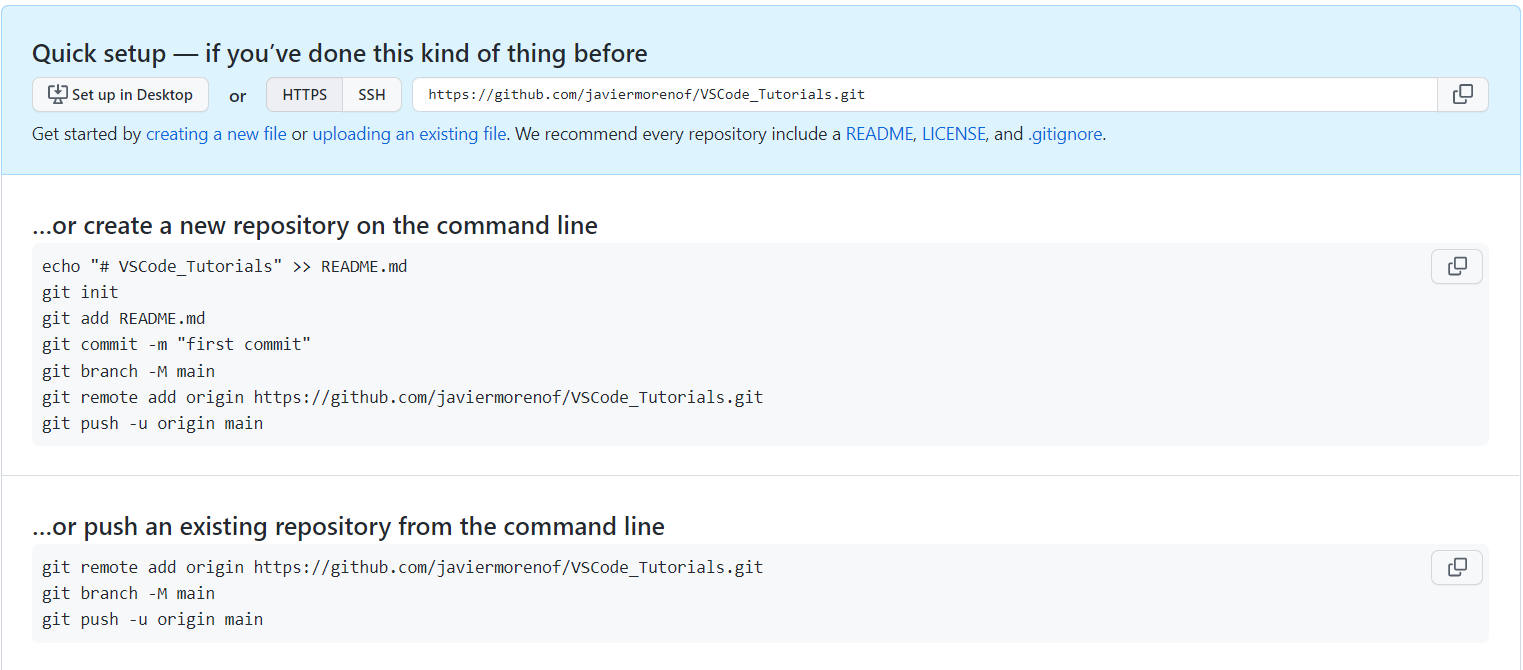 Quick setup — if you’ve done this kind of thing before
Set up in Desktop or HTTPS SSH https://github.com/javiermorenof/VSCode_Tutorials.git
Get started by creating a new file or uploading an existing file. We recommend every repository include a README, LICENSE, and .gitignore.
…or create a new repository on the command line
echo "# VSCode_Tutorials" >> README.md
git init
git add README.md
git commit -m "first commit"
git branch -M main
git remote add origin https://github.com/javiermorenof/VSCode_Tutorials.git
git push -u origin main
…or push an existing repository from the command line
git remote add origin https://github.com/javiermorenof/VSCode_Tutorials.git
git branch -M main
git push -u origin main